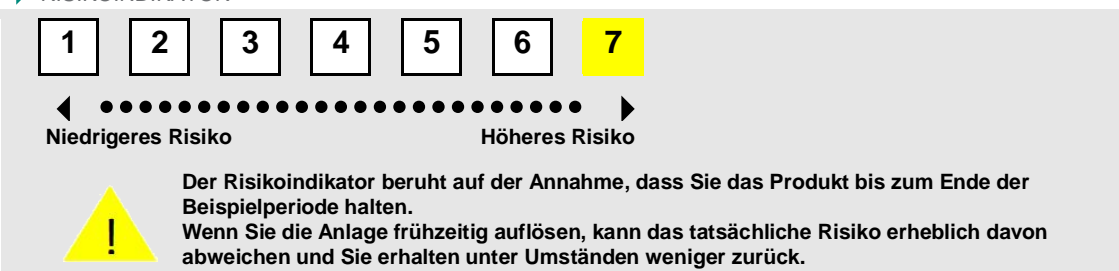 RISIKOINDIKATOR
1 2 3 4 5 6 7
Niedrigeres Risiko Höheres Risiko
Der Risikoindikator beruht auf der Annahme, dass Sie das Produkt bis zum Ende der
Beispielperiode halten.
! Wenn Sie die Anlage frühzeitig auflösen, kann das tatsächliche Risiko erheblich davon
abweichen und Sie erhalten unter Umständen weniger zurück.